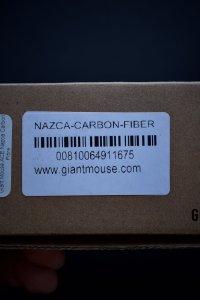 NAZCA-CARBON-FIBER
00810064911675
www.giantmouse.com
G